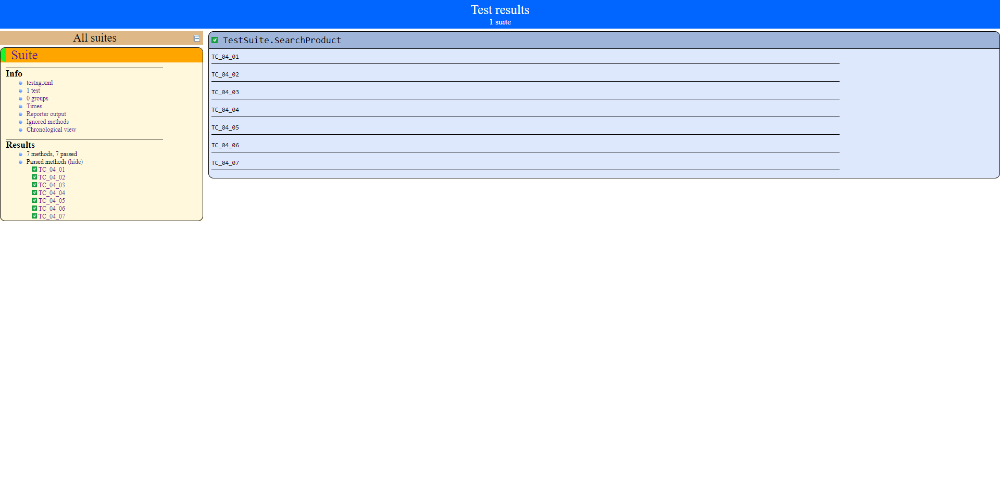 Test results
1 suite
All suites
Suite
Info
testng.xml
1 test
0 groups
Times
Reporter output
Ignored methods
Chronological view
Results
7 methods, 7 passed
Passed methods (hide)
TC_04_01
TC_04_02
TC_04_03
TC_04_04
TC_04_05
TC_04_06
TC_04_07
TestSuite.SearchProduct
TC_04_01
TC_04_02
TC_04_03
TC_04_04
TC_04_05
TC_04_06
TC_04_07